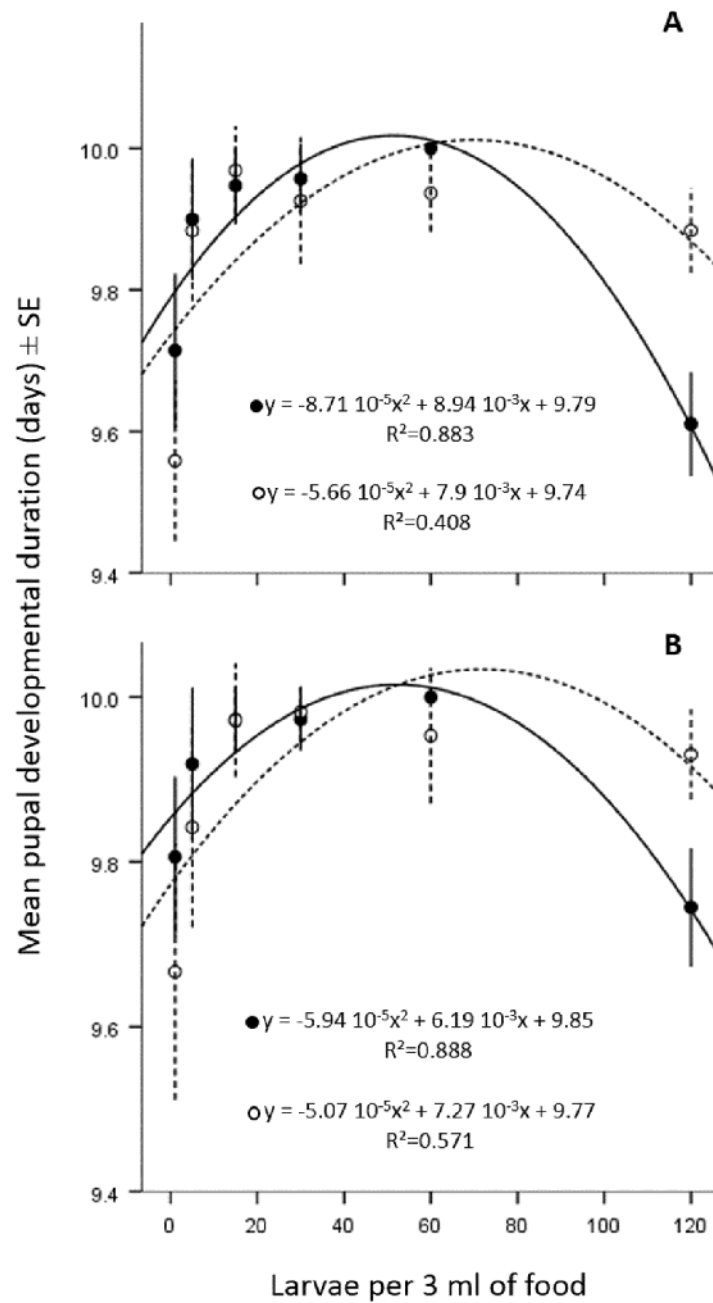 A
Mean pupal developmental duration (days) ± SE
10.0
9.8
9.6
9.4
y = -8.71 10⁻⁵x² + 8.94 10⁻³x + 9.79
R²=0.883
y = -5.66 10⁻⁵x² + 7.9 10⁻³x + 9.74
R²=0.408
B
10.0
9.8
9.6
9.4
y = -5.94 10⁻⁵x² + 6.19 10⁻³x + 9.85
R²=0.888
y = -5.07 10⁻⁵x² + 7.27 10⁻³x + 9.77
R²=0.571
0 20 40 60 80 100 120
Larvae per 3 ml of food